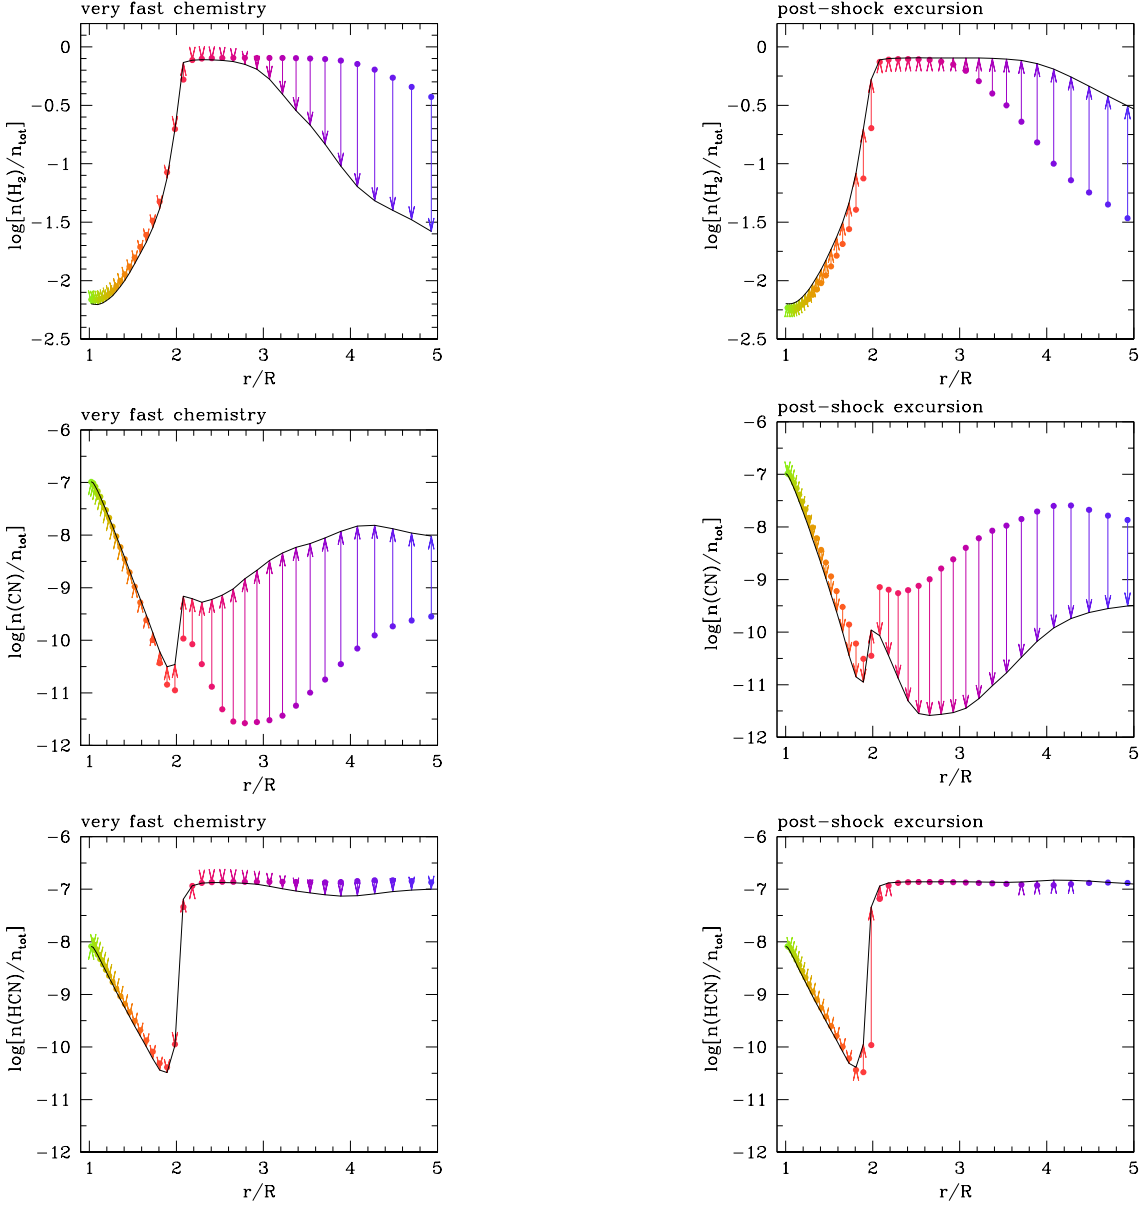 very fast chemistry
post-shock excursion
0
-0.5
-1
-1.5
-2
-2.5
log[n(H2)/ntot]
1 2 3 4 5
r/R
0
-0.5
-1
-1.5
-2
-2.5
log[n(H2)/ntot]
1 2 3 4 5
r/R
very fast chemistry
post-shock excursion
-6
-7
-8
-9
-10
-11
-12
log[n(CN)/ntot]
1 2 3 4 5
r/R
-6
-7
-8
-9
-10
-11
-12
log[n(CN)/ntot]
1 2 3 4 5
r/R
very fast chemistry
post-shock excursion
-6
-7
-8
-9
-10
-11
-12
log[n(HCN)/ntot]
1 2 3 4 5
r/R
-6
-7
-8
-9
-10
-11
-12
log[n(HCN)/ntot]
1 2 3 4 5
r/R